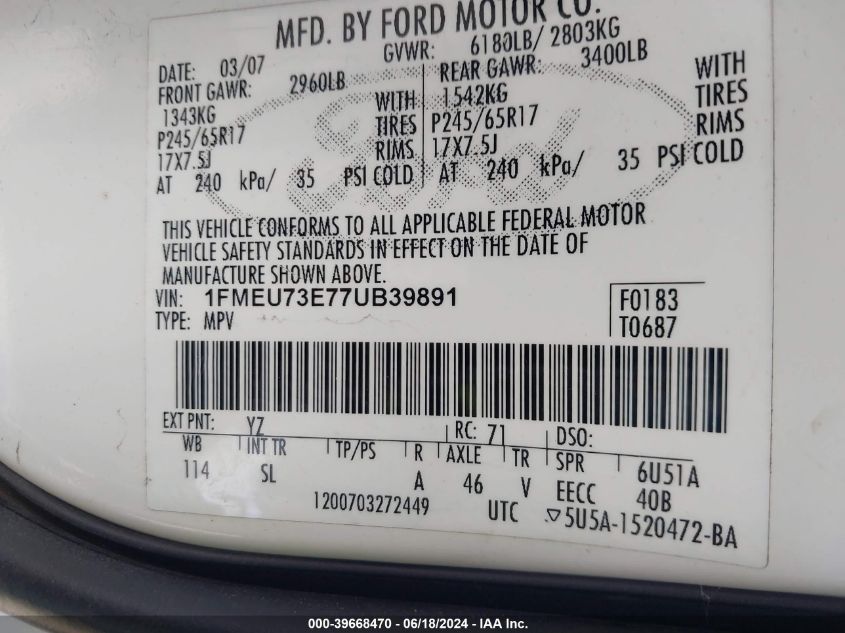 MFD. BY FORD MOTOR CO.
DATE: 03/07 GVWR: 6180LB/ 2803KG
FRONT GAWR: 2960LB REAR GAWR: 3400LB
1343KG WITH 1542KG WITH
P245/65R17 TIRES P245/65R17 TIRES
17X7.5J RIMS 17X7.5J RIMS
AT 240 kPa/ 35 PSI COLD AT 240 kPa/ 35 PSI COLD
THIS VEHICLE CONFORMS TO ALL APPLICABLE FEDERAL MOTOR
VEHICLE SAFETY STANDARDS IN EFFECT ON THE DATE OF
MANUFACTURE SHOWN ABOVE.
VIN: 1FMEU73E77UB39891 F0183
TYPE: MPV T0687
EXT PNT: YZ RC: 71 DSO:
WB INT TR TP/PS R AXLE TR SPR 6U51A
114 SL A 46 V EECC 40B
1200703272449 UTC ▽5U5A-1520472-BA
000-39668470 - 06/18/2024 - IAA Inc.